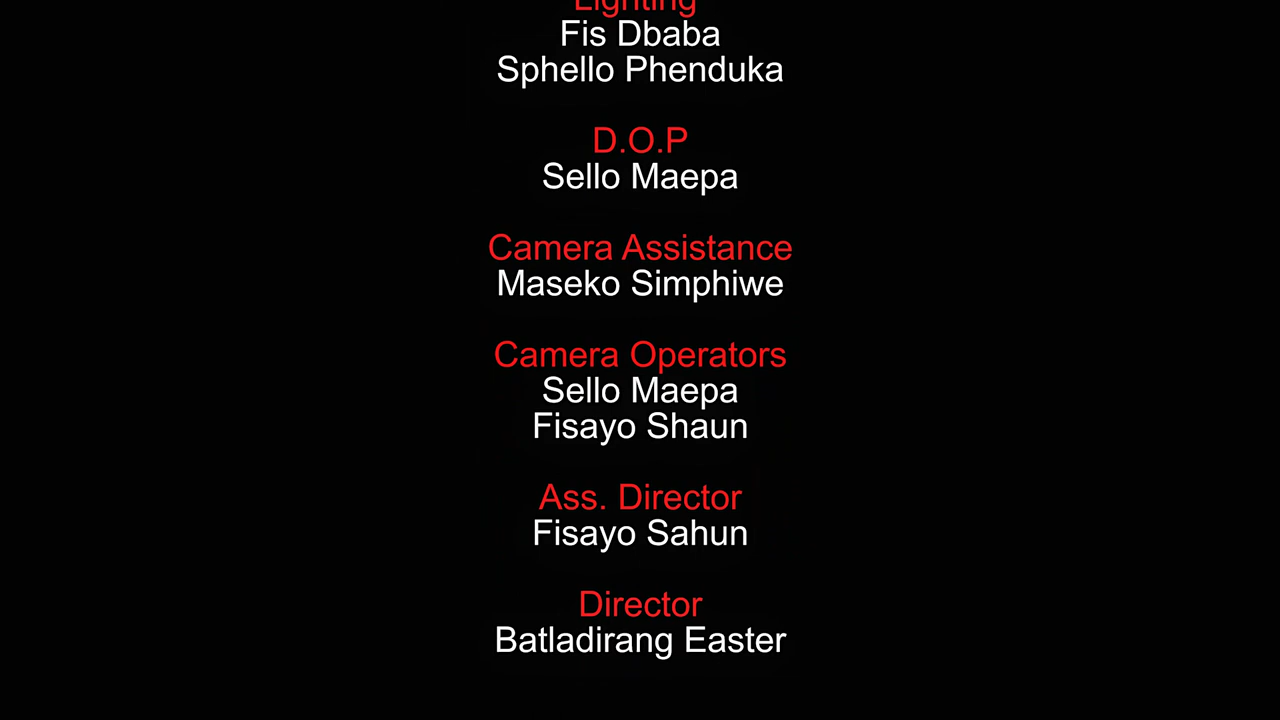 Lighting
Fis Dbaba
Sphello Phenduka
D.O.P
Sello Maepa
Camera Assistance
Maseko Simphiwe
Camera Operators
Sello Maepa
Fisayo Shaun
Ass. Director
Fisayo Sahun
Director
Batladirang Easter